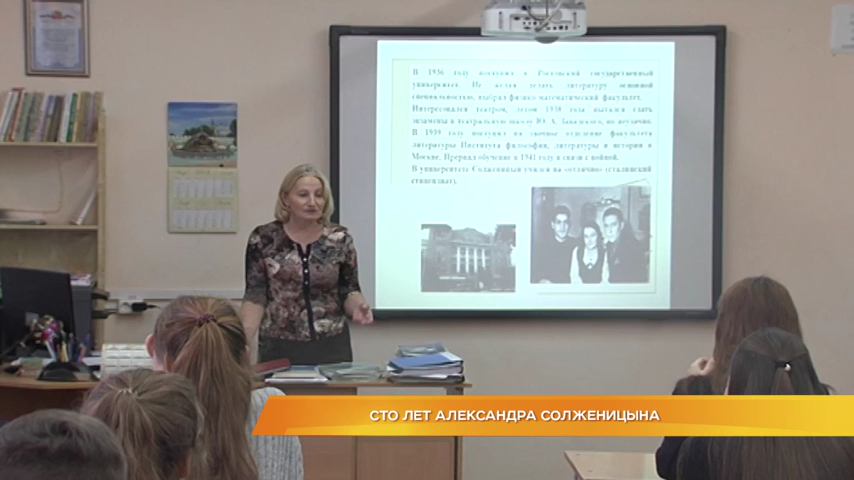 В 1936 году поступил в Ростовский государственный
университет. Не желая делать литературу основной
специальностью, выбрал физико-математический факультет.
Интересовался театром, летом 1938 года пытался сдать
экзамены в театральную школу Ю. А. Завадского, но неудачно.
В 1939 году поступил на заочное отделение факультета
литературы Института философии, литературы и истории в
Москве. Прервал обучение в 1941 году в связи с войной.
В университете Солженицын учился на «отлично» (сталинский
стипендиат).
СТО ЛЕТ АЛЕКСАНДРА СОЛЖЕНИЦЫНА